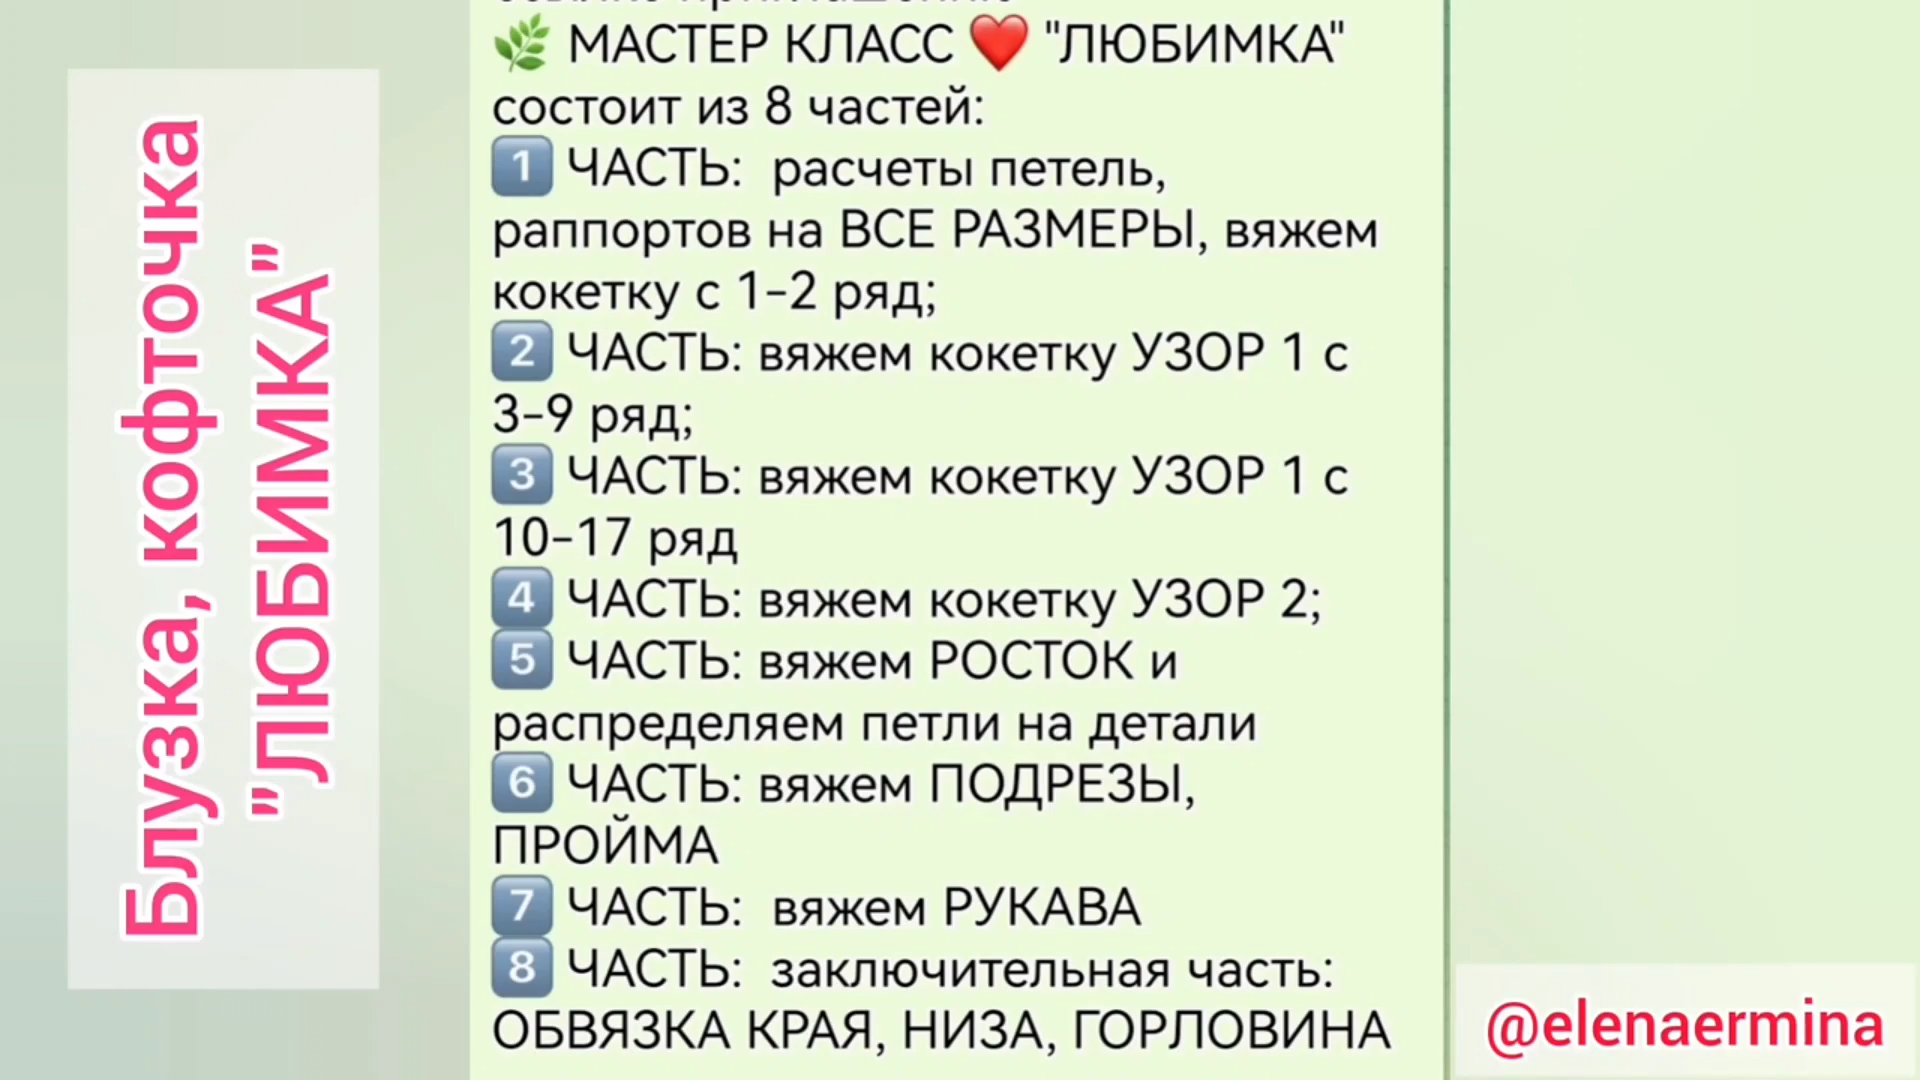 Блузка, кофточка
"ЛЮБИМКА"
🌿 МАСТЕР КЛАСС ❤️ "ЛЮБИМКА"
состоит из 8 частей:
1️⃣ ЧАСТЬ: расчеты петель,
раппортов на ВСЕ РАЗМЕРЫ, вяжем
кокетку с 1-2 ряд;
2️⃣ ЧАСТЬ: вяжем кокетку УЗОР 1 с
3-9 ряд;
3️⃣ ЧАСТЬ: вяжем кокетку УЗОР 1 с
10-17 ряд
4️⃣ ЧАСТЬ: вяжем кокетку УЗОР 2;
5️⃣ ЧАСТЬ: вяжем РОСТОК и
распределяем петли на детали
6️⃣ ЧАСТЬ: вяжем ПОДРЕЗЫ,
ПРОЙМА
7️⃣ ЧАСТЬ: вяжем РУКАВА
8️⃣ ЧАСТЬ: заключительная часть:
ОБВЯЗКА КРАЯ, НИЗА, ГОРЛОВИНА
@elenaermina